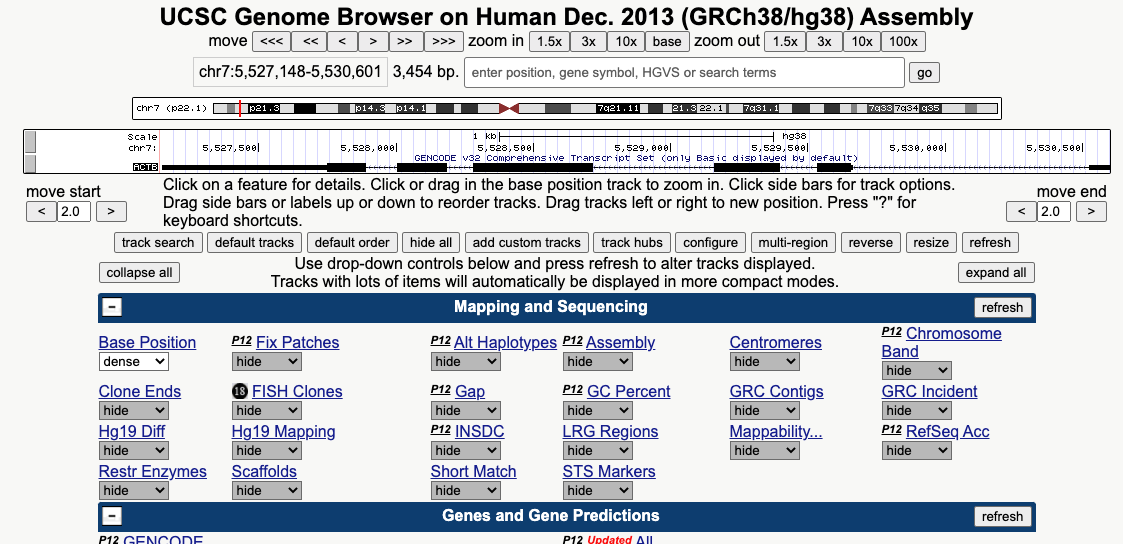 UCSC Genome Browser on Human Dec. 2013 (GRCh38/hg38) Assembly
move <<< << < > >> >>> zoom in 1.5x 3x 10x base zoom out 1.5x 3x 10x 100x
chr7:5,527,148-5,530,601 3,454 bp. enter position, gene symbol, HGVS or search terms go
chr7 (p22.1) p21.3 p14.3 p14.1 7q21.11 21.3 22.1 7q31.1 7q33 7q34 q35
Scale 1 kb hg38
chr7: 5,527,500 5,528,000 5,528,500 5,529,000 5,529,500 5,530,000 5,530,500
GENCODE v32 Comprehensive Transcript Set (only Basic displayed by default)
ACTB
move start Click on a feature for details. Click or drag in the base position track to zoom in. Click side bars for track options. move end
< 2.0 > Drag side bars or labels up or down to reorder tracks. Drag tracks left or right to new position. Press "?" for < 2.0 >
keyboard shortcuts.
track search default tracks default order hide all add custom tracks track hubs configure multi-region reverse resize refresh
collapse all Use drop-down controls below and press refresh to alter tracks displayed. expand all
Tracks with lots of items will automatically be displayed in more compact modes.
− Mapping and Sequencing refresh
Base Position P12 Fix Patches P12 Alt Haplotypes P12 Assembly Centromeres P12 Chromosome Band
dense hide hide hide hide hide
Clone Ends 18 FISH Clones P12 Gap P12 GC Percent GRC Contigs GRC Incident
hide hide hide hide hide hide
Hg19 Diff Hg19 Mapping P12 INSDC LRG Regions Mappability... P12 RefSeq Acc
hide hide hide hide hide hide
Restr Enzymes Scaffolds Short Match STS Markers
hide hide hide hide
− Genes and Gene Predictions refresh
P12 GENCODE P12 Updated All